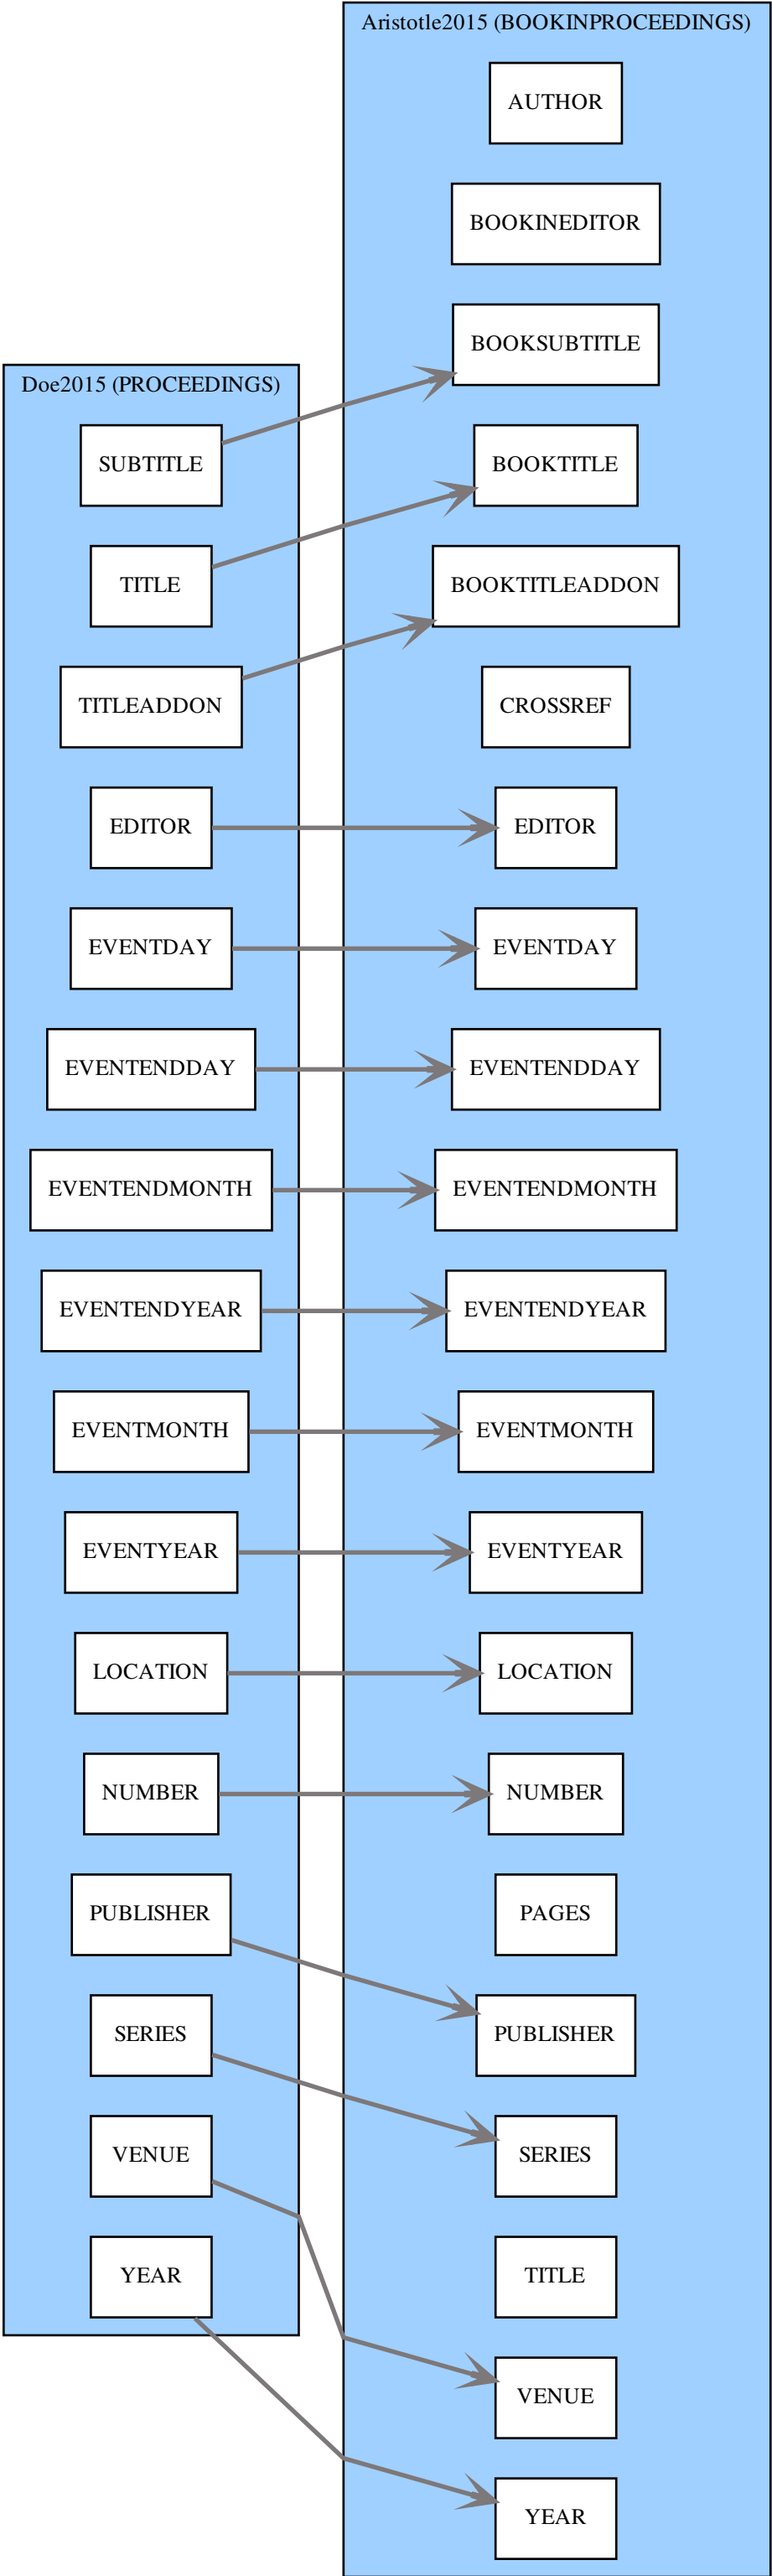 Aristotle2015 (BOOKINPROCEEDINGS)
AUTHOR
BOOKINEDITOR
BOOKSUBTITLE
Doe2015 (PROCEEDINGS)
SUBTITLE
BOOKTITLE
TITLE
BOOKTITLEADDON
TITLEADDON
CROSSREF
EDITOR
EDITOR
EVENTDAY
EVENTDAY
EVENTENDDAY
EVENTENDDAY
EVENTENDMONTH
EVENTENDMONTH
EVENTENDYEAR
EVENTENDYEAR
EVENTMONTH
EVENTMONTH
EVENTYEAR
EVENTYEAR
LOCATION
LOCATION
NUMBER
NUMBER
PUBLISHER
PAGES
SERIES
PUBLISHER
VENUE
SERIES
YEAR
TITLE
VENUE
YEAR